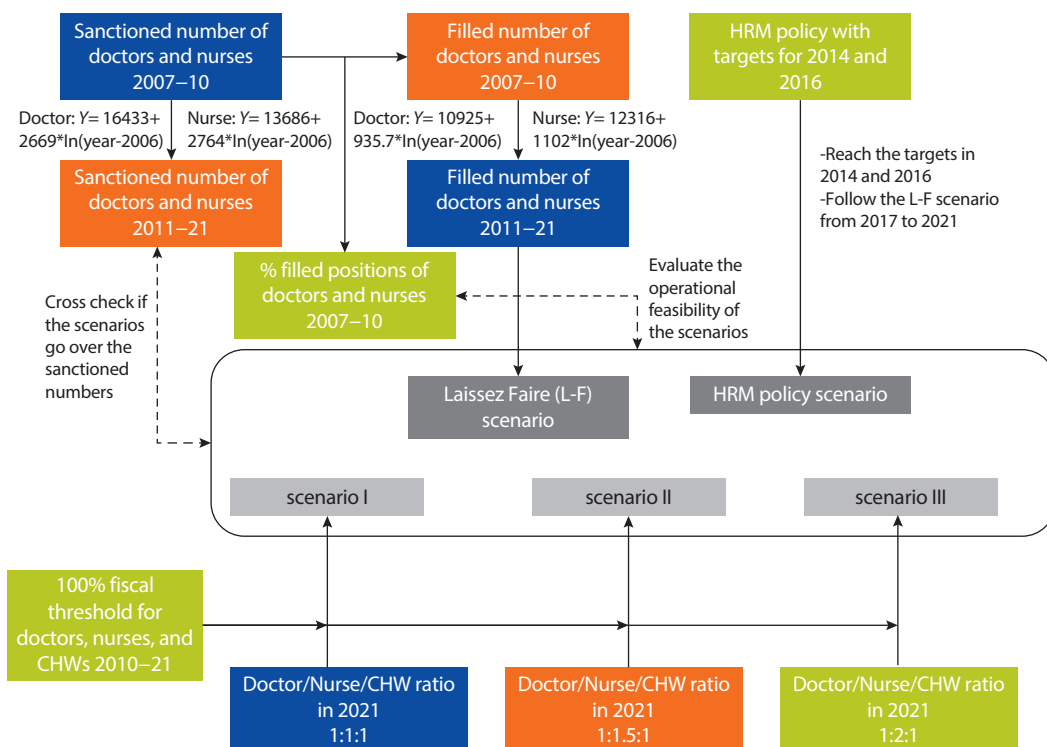 Sanctioned number of
doctors and nurses
2007–10
Filled number of
doctors and nurses
2007–10
HRM policy with
targets for 2014 and
2016
Doctor: Y= 16433+
2669*ln(year-2006)
Nurse: Y= 13686+
2764*ln(year-2006)
Doctor: Y= 10925+
935.7*ln(year-2006)
Nurse: Y= 12316+
1102*ln(year-2006)
Sanctioned number of
doctors and nurses
2011–21
Filled number of
doctors and nurses
2011–21
-Reach the targets in
2014 and 2016
-Follow the L-F scenario
from 2017 to 2021
% filled positions of
doctors and nurses
2007–10
Evaluate the
operational
feasibility of
the scenarios
Cross check if
the scenarios
go over the
sanctioned
numbers
Laissez Faire (L-F)
scenario
HRM policy scenario
scenario I
scenario II
scenario III
100% fiscal
threshold for
doctors, nurses, and
CHWs 2010–21
Doctor/Nurse/CHW ratio
in 2021
1:1:1
Doctor/Nurse/CHW ratio
in 2021
1:1.5:1
Doctor/Nurse/CHW ratio
in 2021
1:2:1